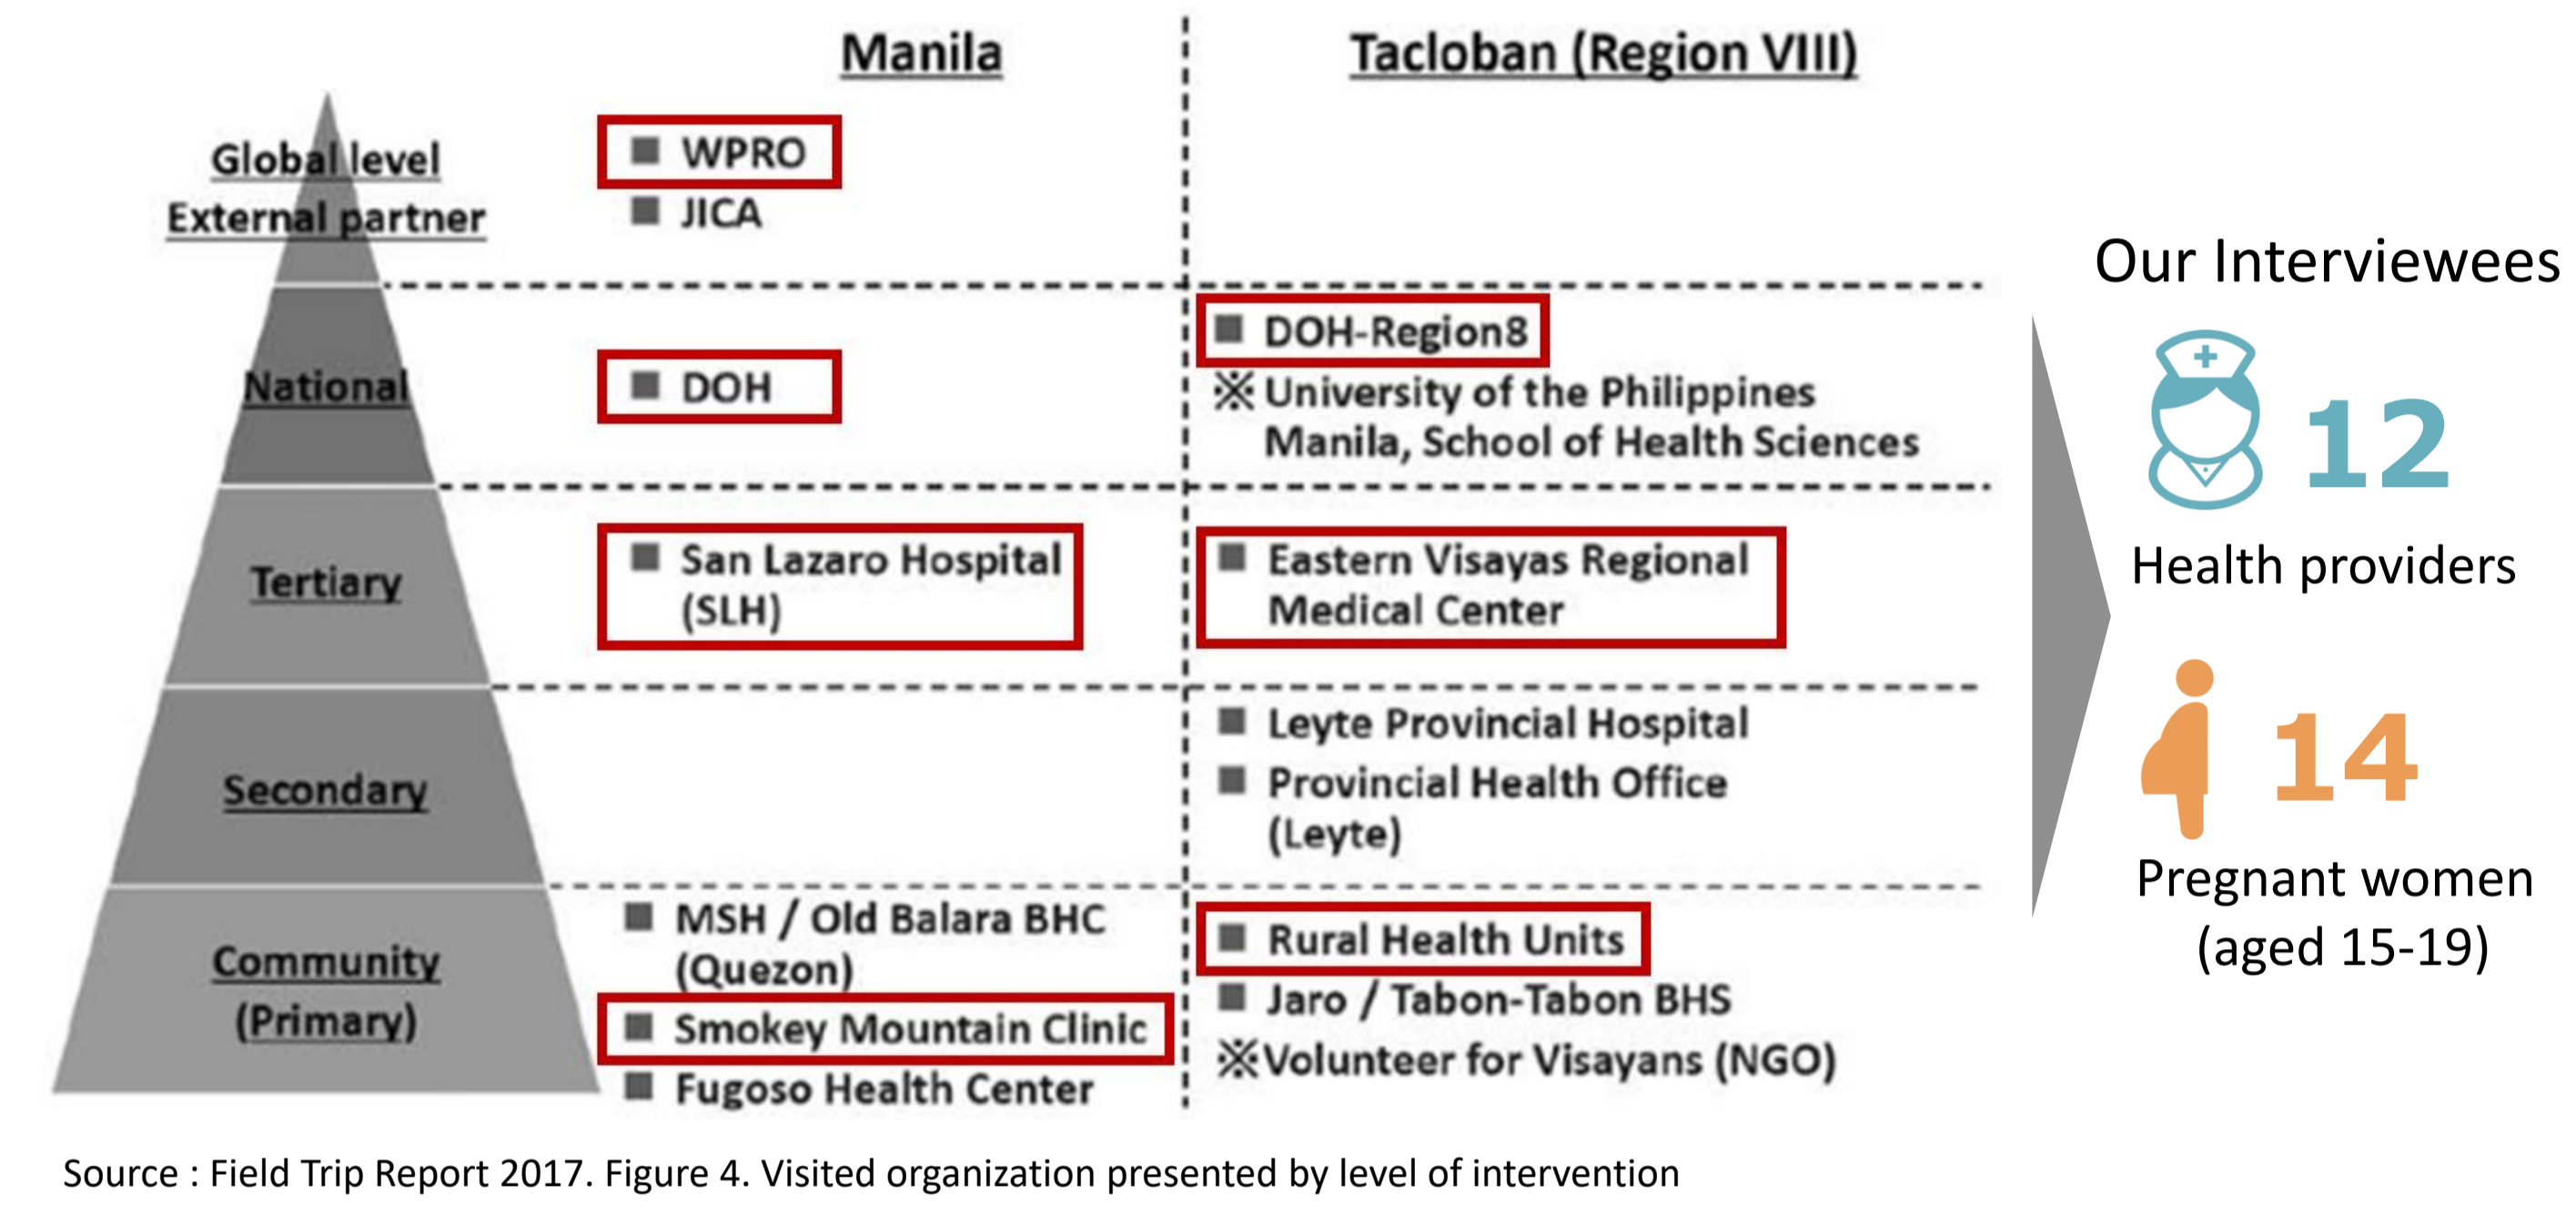 Manila
Tacloban (Region VIII)
Global level
External partner
■ WPRO
■ JICA
National
■ DOH
■ DOH-Region8
※ University of the Philippines
Manila, School of Health Sciences
Tertiary
■ San Lazaro Hospital
(SLH)
■ Eastern Visayas Regional
Medical Center
Secondary
■ Leyte Provincial Hospital
■ Provincial Health Office
(Leyte)
Community
(Primary)
■ MSH / Old Balara BHC
(Quezon)
■ Smokey Mountain Clinic
■ Fugoso Health Center
■ Rural Health Units
■ Jaro / Tabon-Tabon BHS
※Volunteer for Visayans (NGO)
Our Interviewees
12
Health providers
14
Pregnant women
(aged 15-19)
Source : Field Trip Report 2017. Figure 4. Visited organization presented by level of intervention